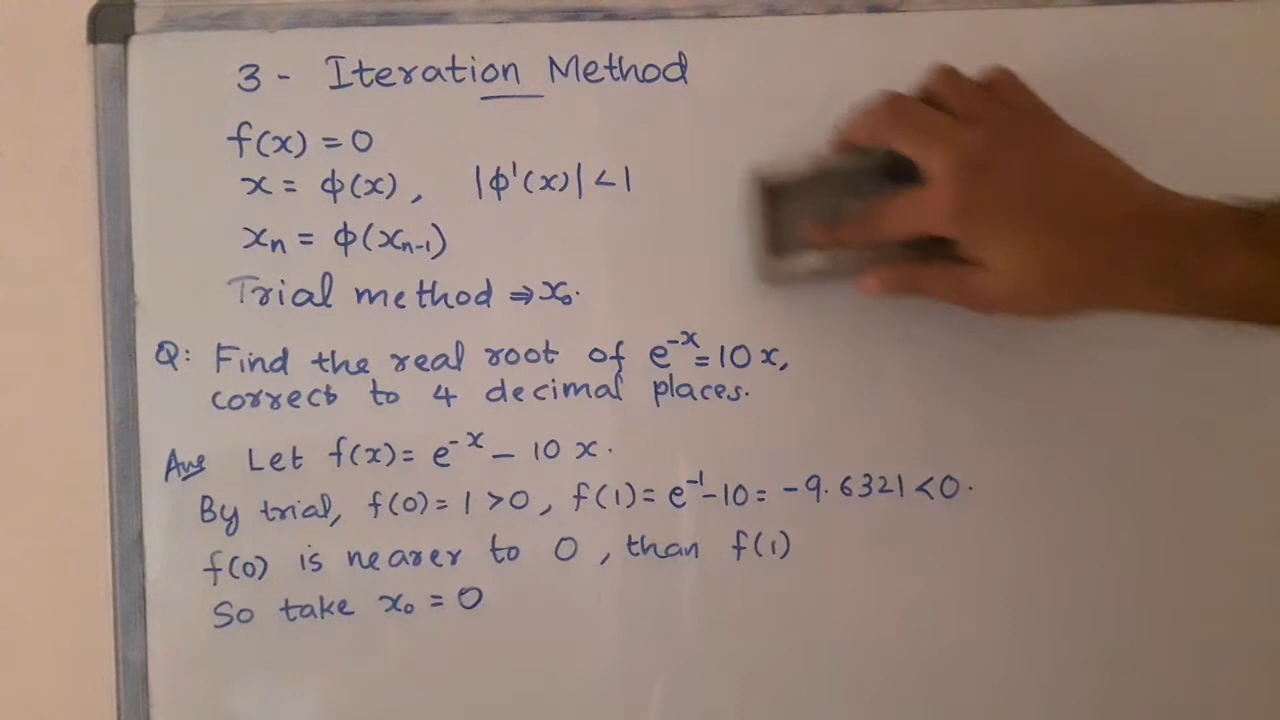 3 - Iteration Method
f(x) = 0
x = ϕ(x), |ϕ'(x)| < 1
xₙ = ϕ(xₙ₋₁)
Trial method ⇒ x₀.
Q: Find the real root of e⁻ˣ = 10x,
correct to 4 decimal places.
Ans Let f(x) = e⁻ˣ - 10x.
By trial, f(0) = 1 > 0, f(1) = e⁻¹ - 10 = -9.6321 < 0.
f(0) is nearer to 0, than f(1)
So take x₀ = 0